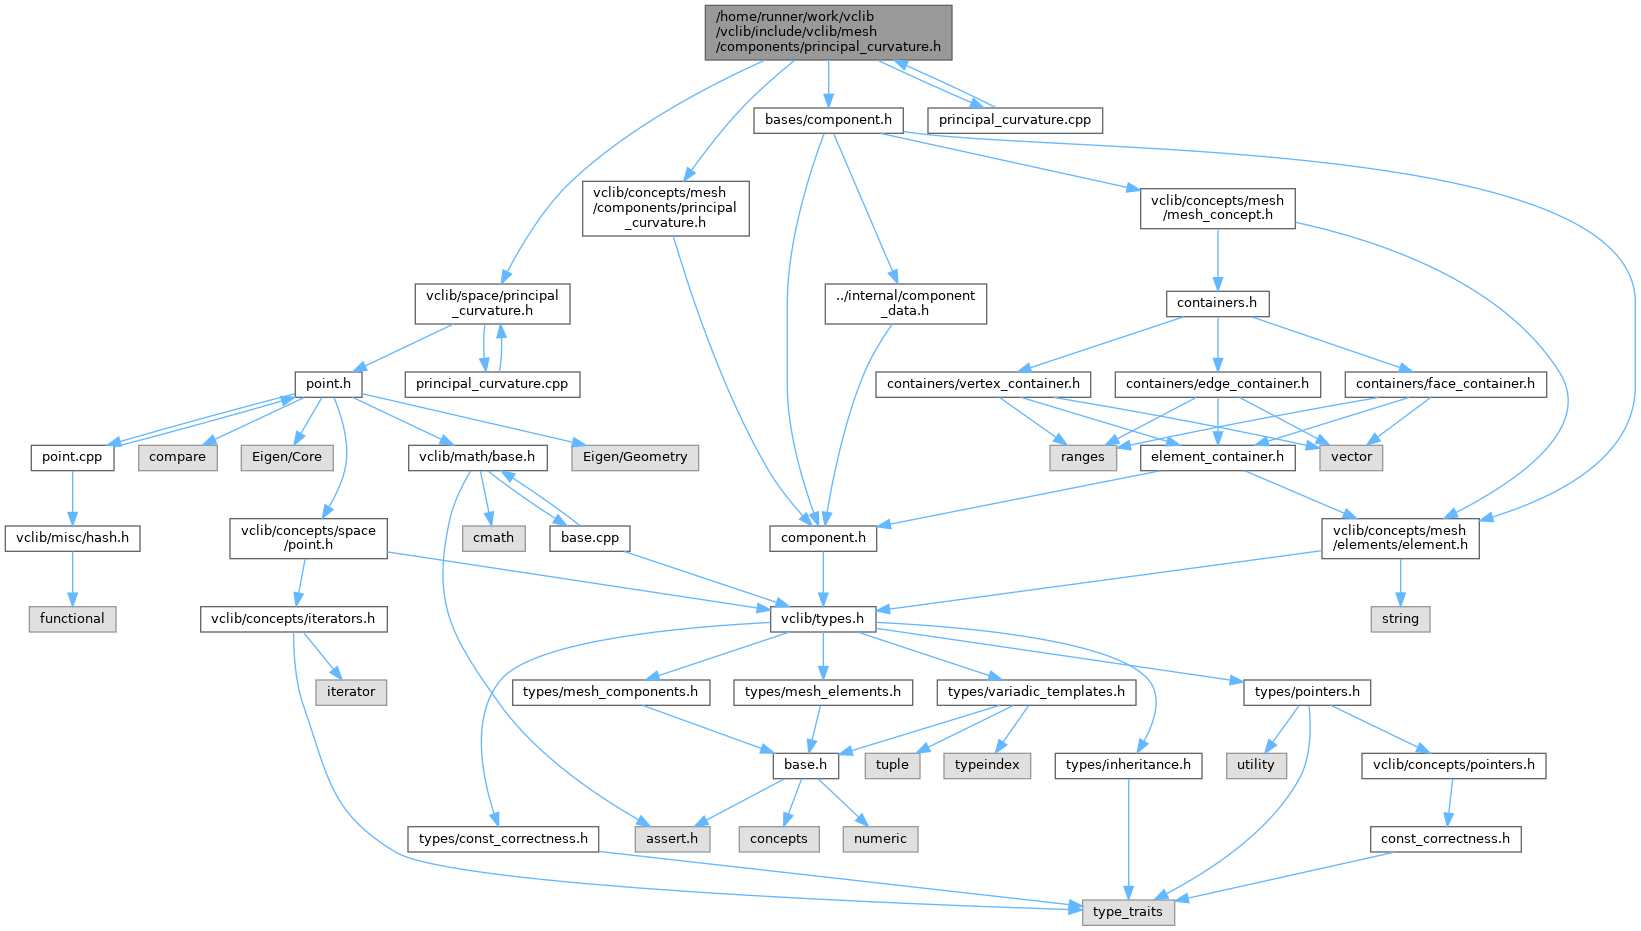 /home/runner/work/vclib
/vclib/include/vclib/mesh
/components/principal_curvature.h
bases/component.h
principal_curvature.cpp
vclib/concepts/mesh
/components/principal
_curvature.h
vclib/concepts/mesh
/mesh_concept.h
vclib/space/principal
_curvature.h
../internal/component
_data.h
containers.h
point.h
principal_curvature.cpp
containers/vertex_container.h
containers/edge_container.h
containers/face_container.h
point.cpp
compare
Eigen/Core
vclib/math/base.h
Eigen/Geometry
ranges
element_container.h
vector
vclib/misc/hash.h
vclib/concepts/space
/point.h
cmath
base.cpp
component.h
vclib/concepts/mesh
/elements/element.h
functional
vclib/concepts/iterators.h
vclib/types.h
string
iterator
types/mesh_components.h
types/mesh_elements.h
types/variadic_templates.h
types/pointers.h
base.h
tuple
typeindex
types/inheritance.h
utility
vclib/concepts/pointers.h
types/const_correctness.h
assert.h
concepts
numeric
const_correctness.h
type_traits